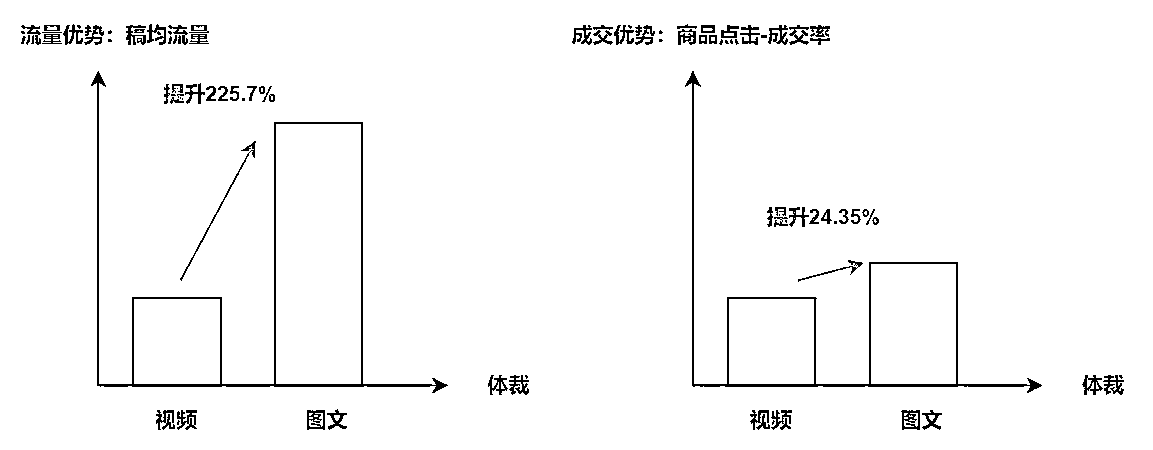 流量优势：稿均流量
提升225.7%
视频
图文
体裁
成交优势：商品点击-成交率
提升24.35%
视频
图文
体裁